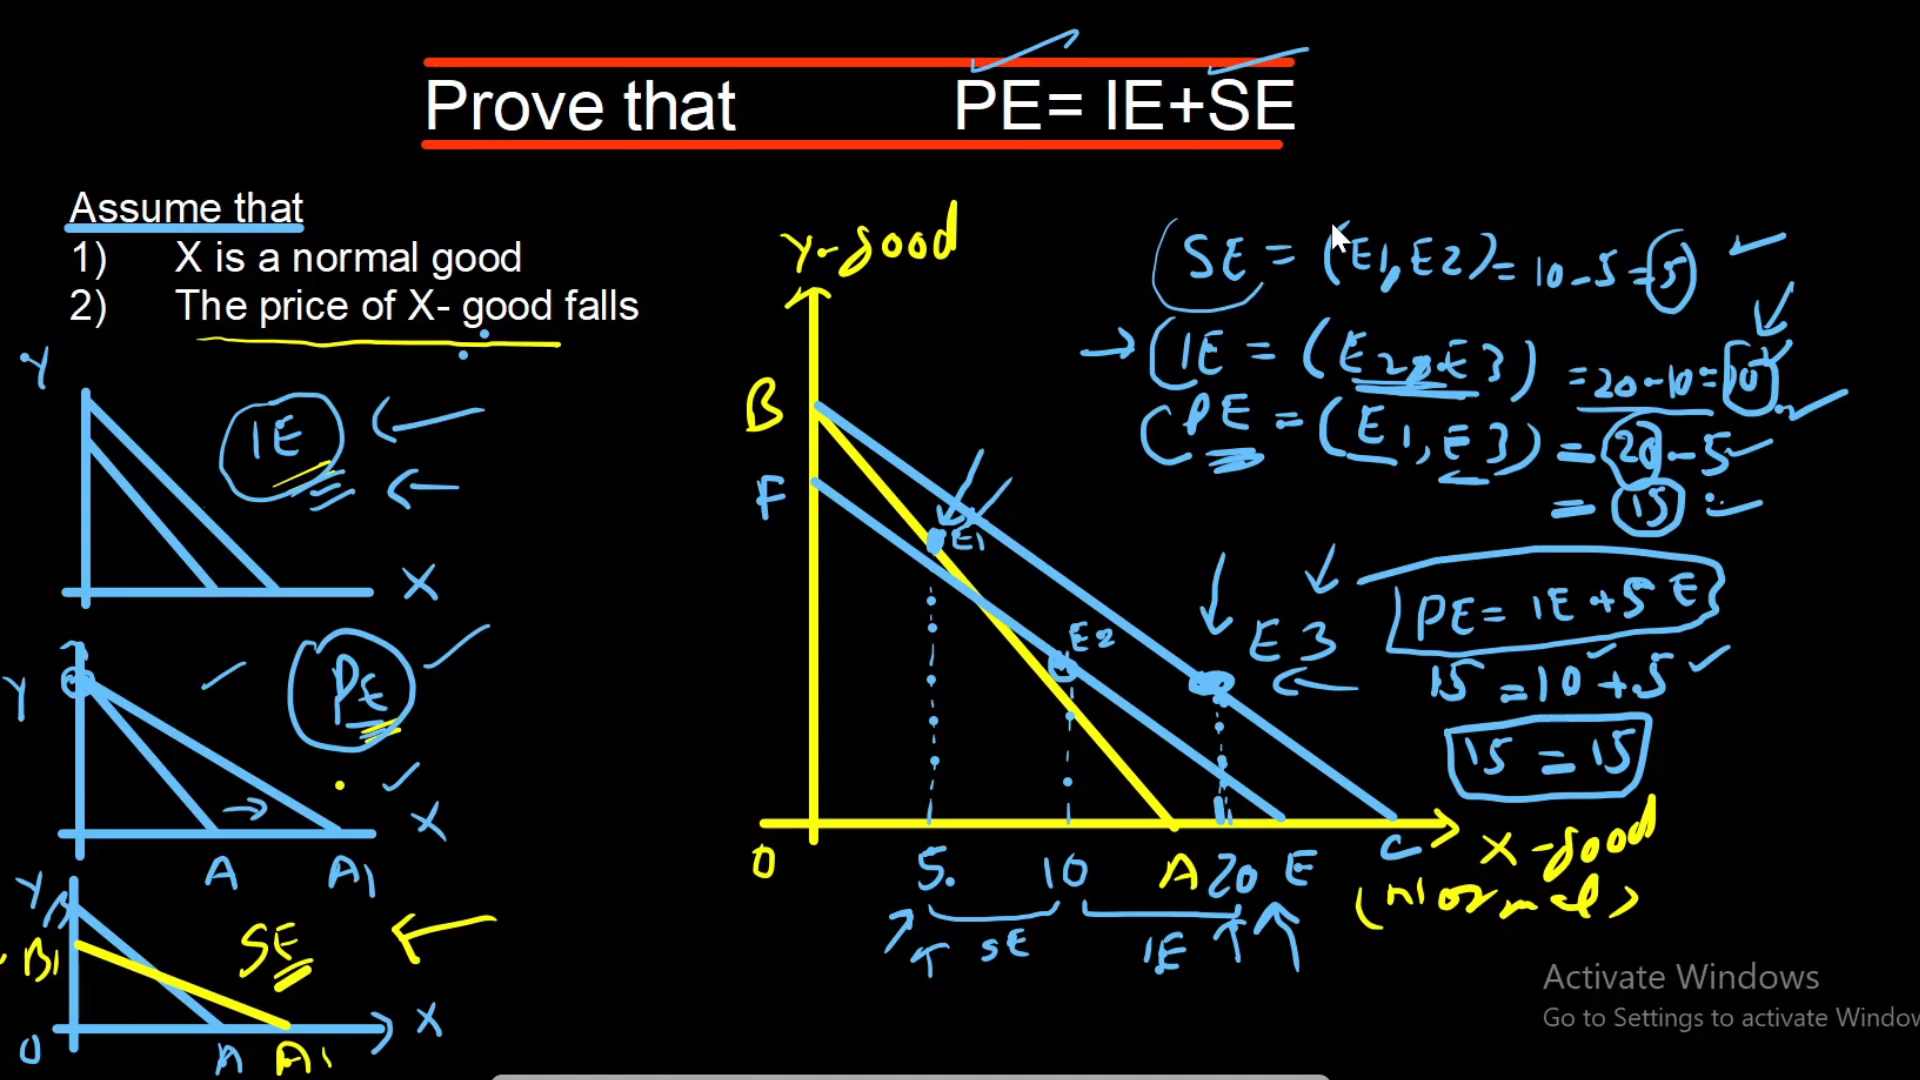 Prove that PE= IE+SE
Assume that
1) X is a normal good
2) The price of X- good falls
Y
IE
X
Y
PE
X
A A1
Y
B1
SE
X
0 A A1
Y-good
B
F
E1
E2
E3
0 5. 10 A 20 E C X-good
(normal)
SE IE
SE = (E1, E2) = 10-5=5
IE = (E2, E3) = 20-10=10
PE = (E1, E3) = 20-5
= 15
PE= IE+SE
15 =10+5
15 = 15
Activate Windows
Go to Settings to activate Window